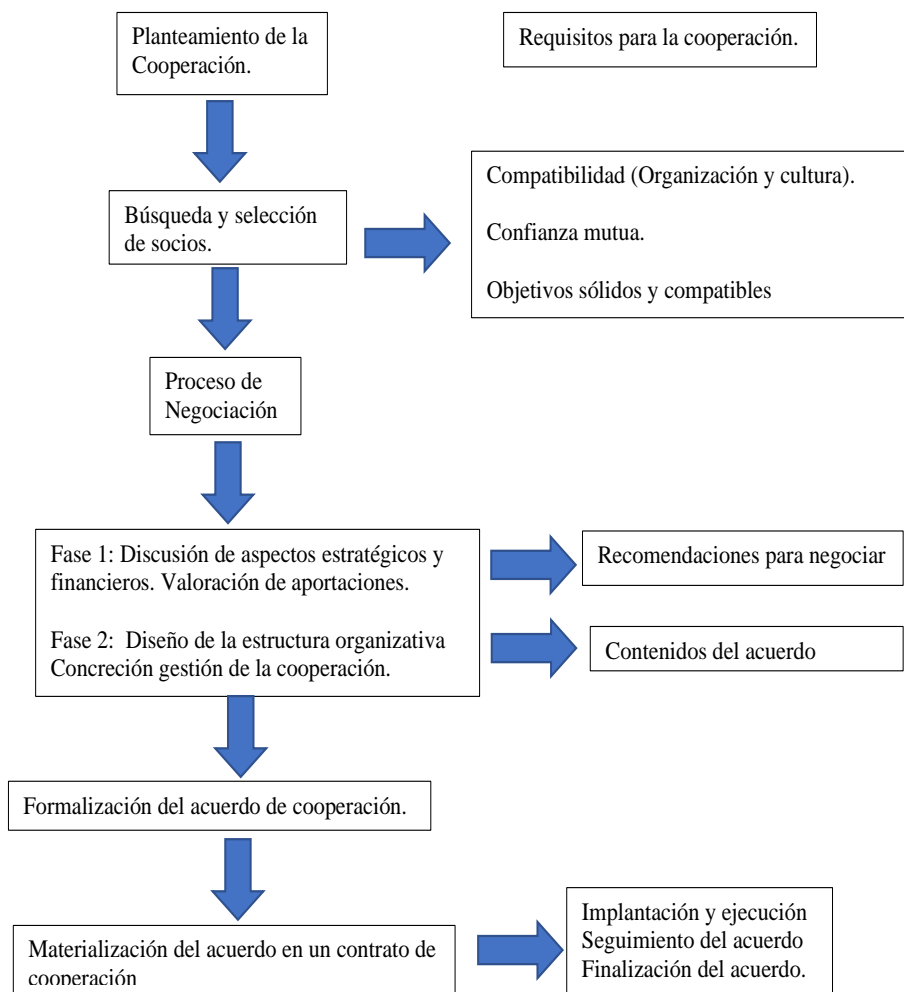 Planteamiento de la
Cooperación.
Requisitos para la cooperación.
Búsqueda y selección
de socios.
Compatibilidad (Organización y cultura).
Confianza mutua.
Objetivos sólidos y compatibles
Proceso de
Negociación
Fase 1: Discusión de aspectos estratégicos y
financieros. Valoración de aportaciones.
Fase 2:  Diseño de la estructura organizativa
Concreción gestión de la cooperación.
Recomendaciones para negociar
Contenidos del acuerdo
Formalización del acuerdo de cooperación.
Materialización del acuerdo en un contrato de
cooperación
Implantación y ejecución
Seguimiento del acuerdo
Finalización del acuerdo.